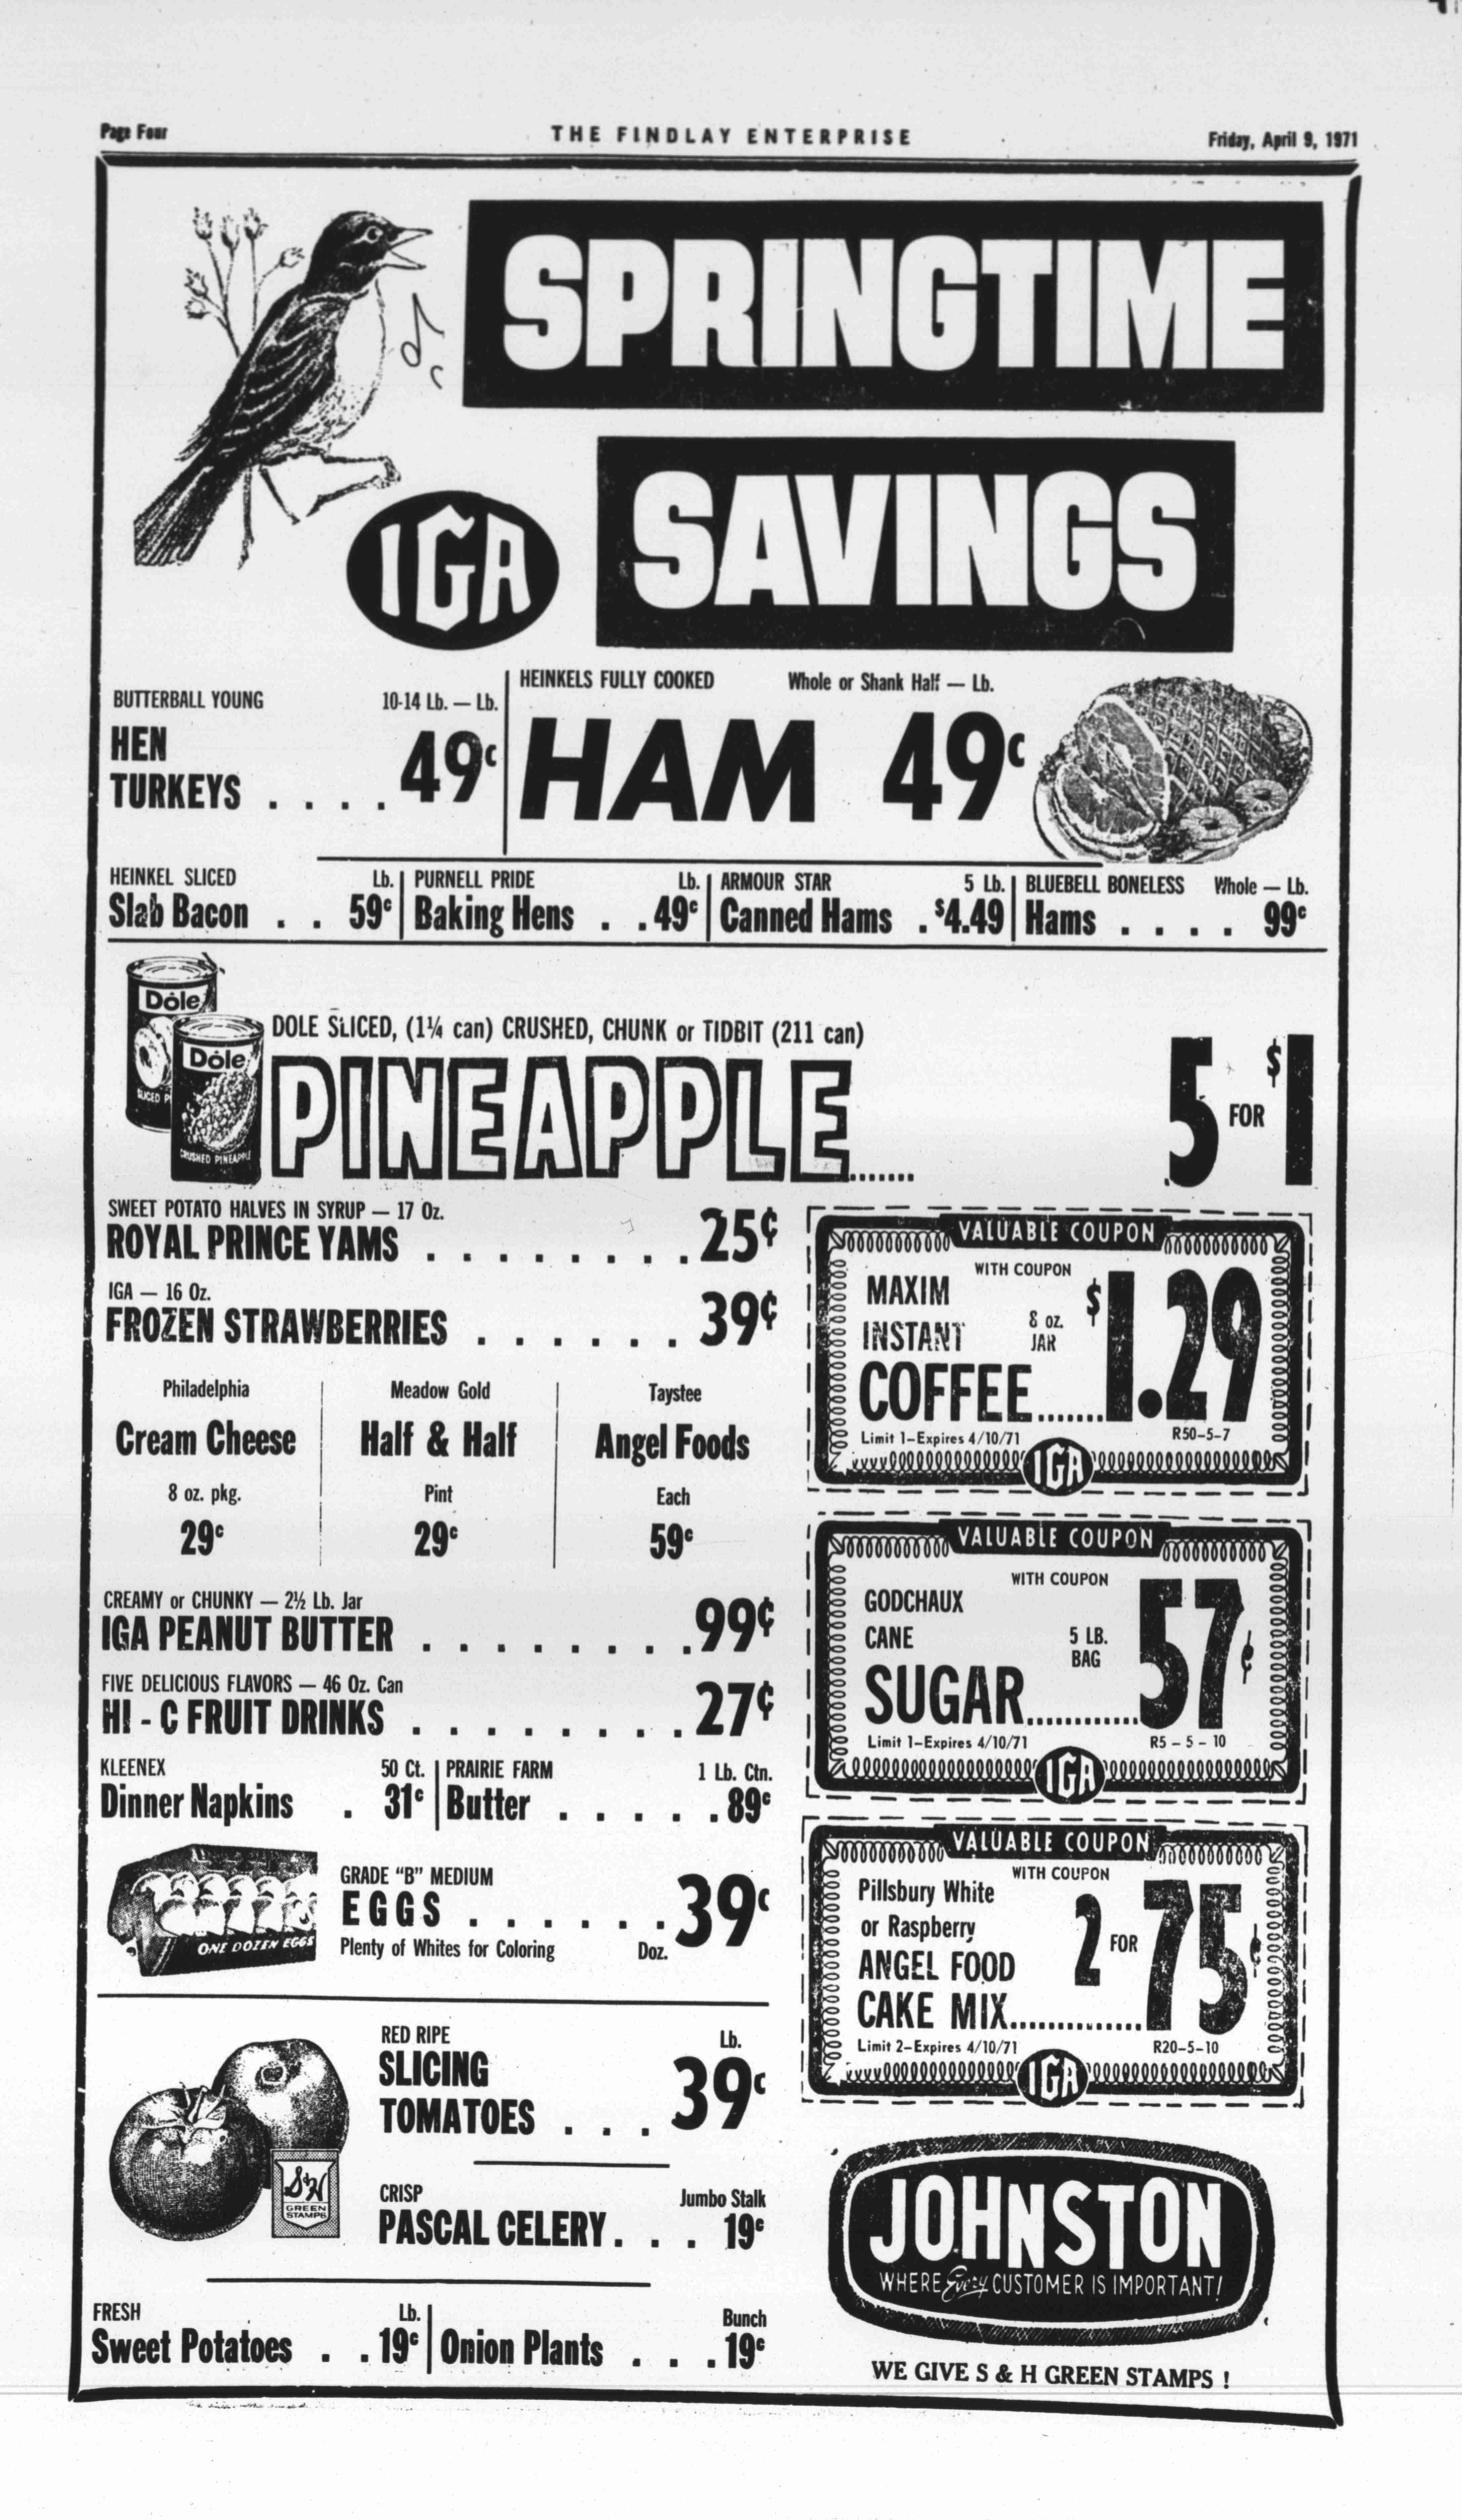 Page Four
THE FINDLAY ENTERPRISE
Friday, April 9, 1971
SPRINGTIME
SAVINGS
IGA
BUTTERBALL YOUNG 10-14 Lb. — Lb.
HEN
TURKEYS . . . . 49¢
HEINKELS FULLY COOKED Whole or Shank Half — Lb.
HAM 49¢
HEINKEL SLICED Lb.
Slab Bacon . . 59¢
PURNELL PRIDE Lb.
Baking Hens . . 49¢
ARMOUR STAR 5 Lb.
Canned Hams . $4.49
BLUEBELL BONELESS Whole — Lb.
Hams . . . . 99¢
Dole
Dole
SLICED P
CRUSHED PINEAPPLE
DOLE SLICED, (1¼ can) CRUSHED, CHUNK or TIDBIT (211 can)
PINEAPPLE....... 5 FOR $1
SWEET POTATO HALVES IN SYRUP — 17 Oz.
ROYAL PRINCE YAMS . . . . . . . . 25¢
IGA — 16 Oz.
FROZEN STRAWBERRIES . . . . . . 39¢
Philadelphia
Cream Cheese
8 oz. pkg.
29¢
Meadow Gold
Half & Half
Pint
29¢
Taystee
Angel Foods
Each
59¢
CREAMY or CHUNKY — 2½ Lb. Jar
IGA PEANUT BUTTER . . . . . . . . 99¢
FIVE DELICIOUS FLAVORS — 46 Oz. Can
HI - C FRUIT DRINKS . . . . . . . . 27¢
KLEENEX 50 Ct.
Dinner Napkins . 31¢
PRAIRIE FARM 1 Lb. Ctn.
Butter . . . . . 89¢
ONE DOZEN EGGS
GRADE "B" MEDIUM
EGGS . . . . . . 39¢
Plenty of Whites for Coloring Doz.
RED RIPE Lb.
SLICING
TOMATOES . . . 39¢
S&H
GREEN
STAMPS
CRISP Jumbo Stalk
PASCAL CELERY . . . 19¢
FRESH Lb.
Sweet Potatoes . . 19¢
Bunch
Onion Plants . . . 19¢
VALUABLE COUPON
WITH COUPON
MAXIM
INSTANT 8 oz.
JAR
COFFEE....... $1.29
Limit 1-Expires 4/10/71 R50-5-7
IGA
VALUABLE COUPON
WITH COUPON
GODCHAUX
CANE 5 LB.
BAG
SUGAR............ 57¢
Limit 1-Expires 4/10/71 R5 - 5 - 10
IGA
VALUABLE COUPON
WITH COUPON
Pillsbury White
or Raspberry
ANGEL FOOD 2 FOR 75¢
CAKE MIX..............
Limit 2-Expires 4/10/71 R20-5-10
IGA
JOHNSTON
WHERE Every CUSTOMER IS IMPORTANT!
WE GIVE S & H GREEN STAMPS !